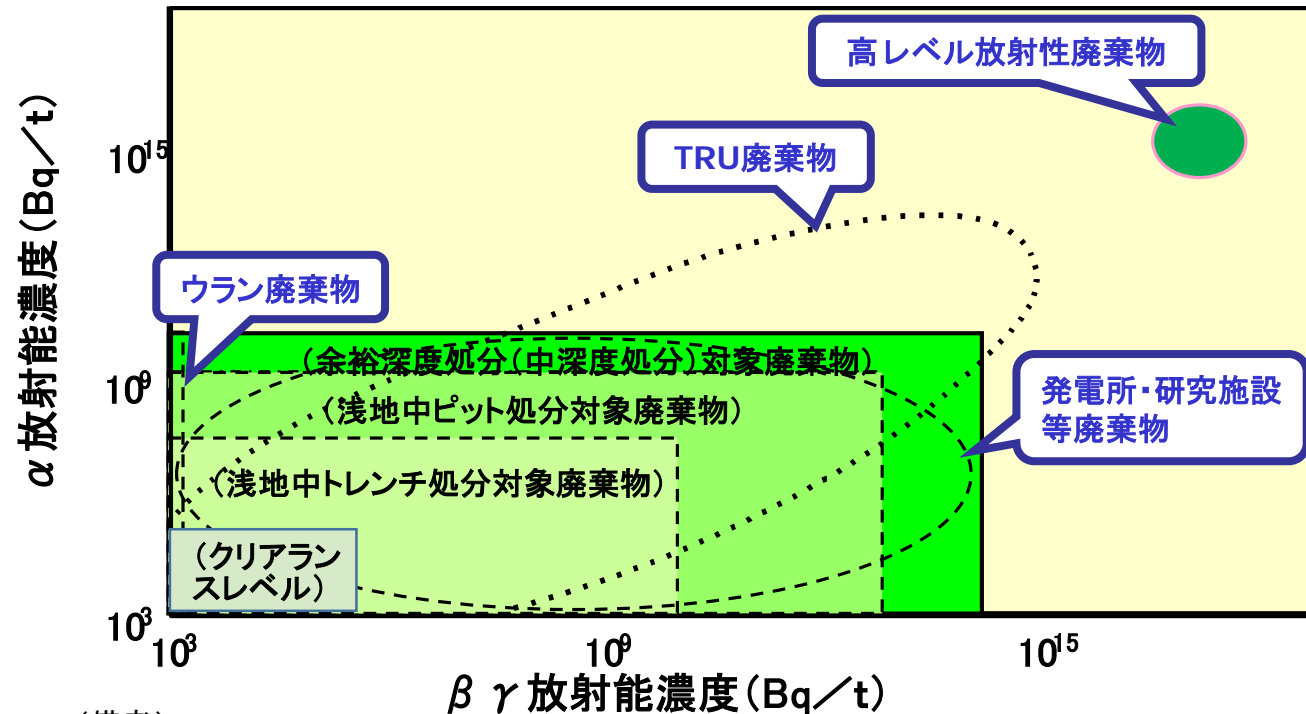 高レベル放射性廃棄物
TRU廃棄物
ウラン廃棄物
α放射能濃度(Bq/t)
10¹⁵
10⁹
10³
(余裕深度処分(中深度処分)対象廃棄物)
(浅地中ピット処分対象廃棄物)
(浅地中トレンチ処分対象廃棄物)
(クリアラン
スレベル)
発電所・研究施設
等廃棄物
10³
10⁹
10¹⁵
βγ放射能濃度(Bq/t)